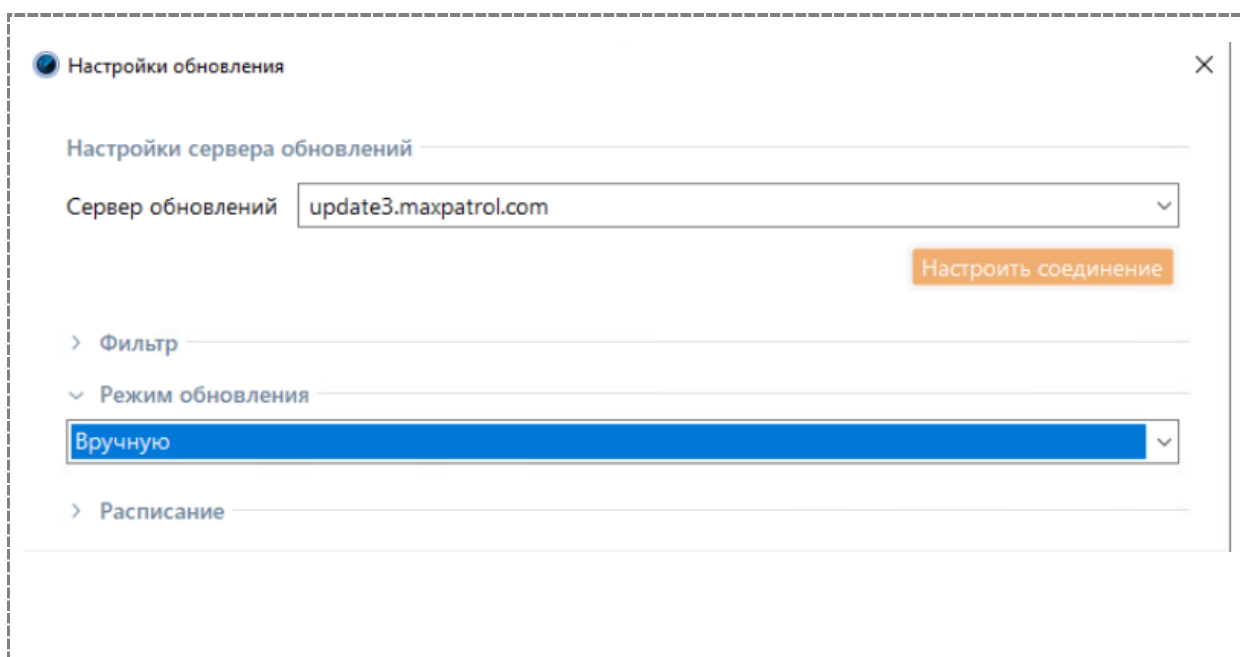 Настройки обновления
Настройки сервера обновлений
Сервер обновлений update3.maxpatrol.com
Настроить соединение
Фильтр
Режим обновления
Вручную
Расписание